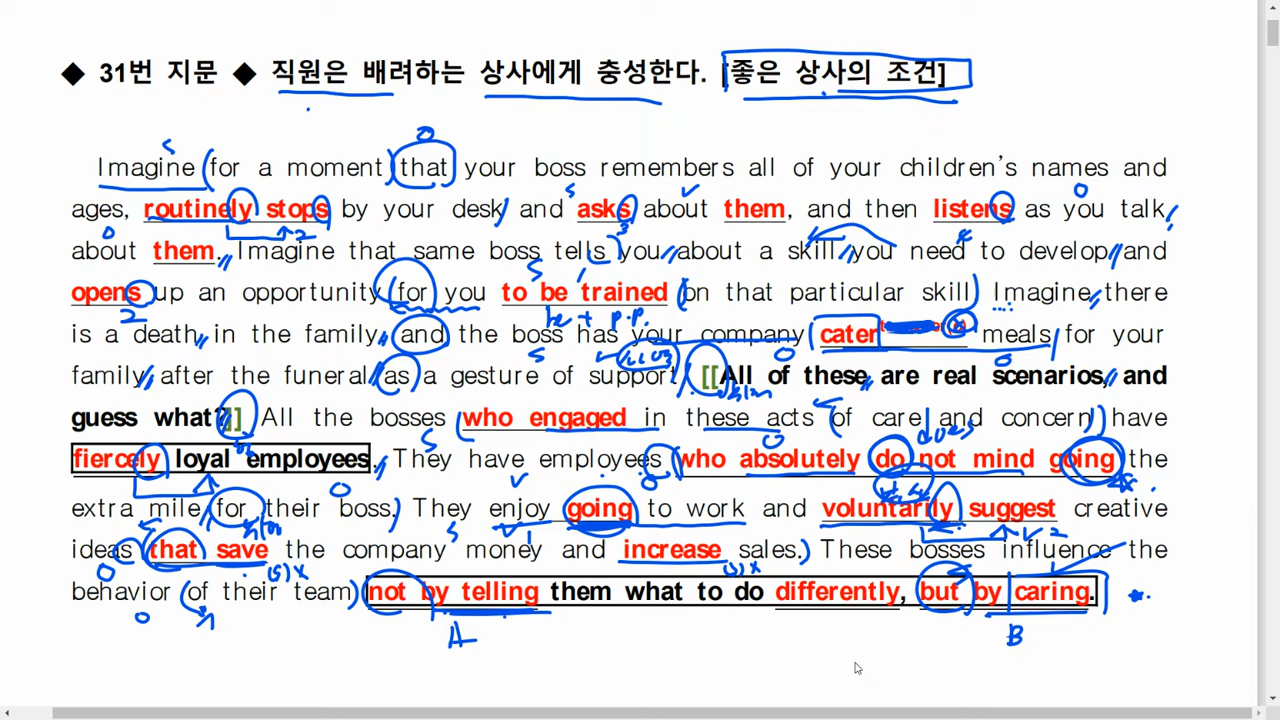 ◆ 31번 지문 ◆ 직원은 배려하는 상사에게 충성한다. [좋은 상사의 조건]
Imagine for a moment that your boss remembers all of your children's names and
ages, routinely stops by your desk and asks about them, and then listens as you talk
about them. Imagine that same boss tells you about a skill you need to develop and
opens up an opportunity for you to be trained on that particular skill. Imagine there
is a death in the family, and the boss has your company cater meals for your
family after the funeral as a gesture of support. [[All of these are real scenarios, and
guess what?]] All the bosses who engaged in these acts of care and concern have
fiercely loyal employees. They have employees who absolutely do not mind going the
extra mile for their boss. They enjoy going to work and voluntarily suggest creative
ideas that save the company money and increase sales. These bosses influence the
behavior of their team not by telling them what to do differently, but by caring.
A B